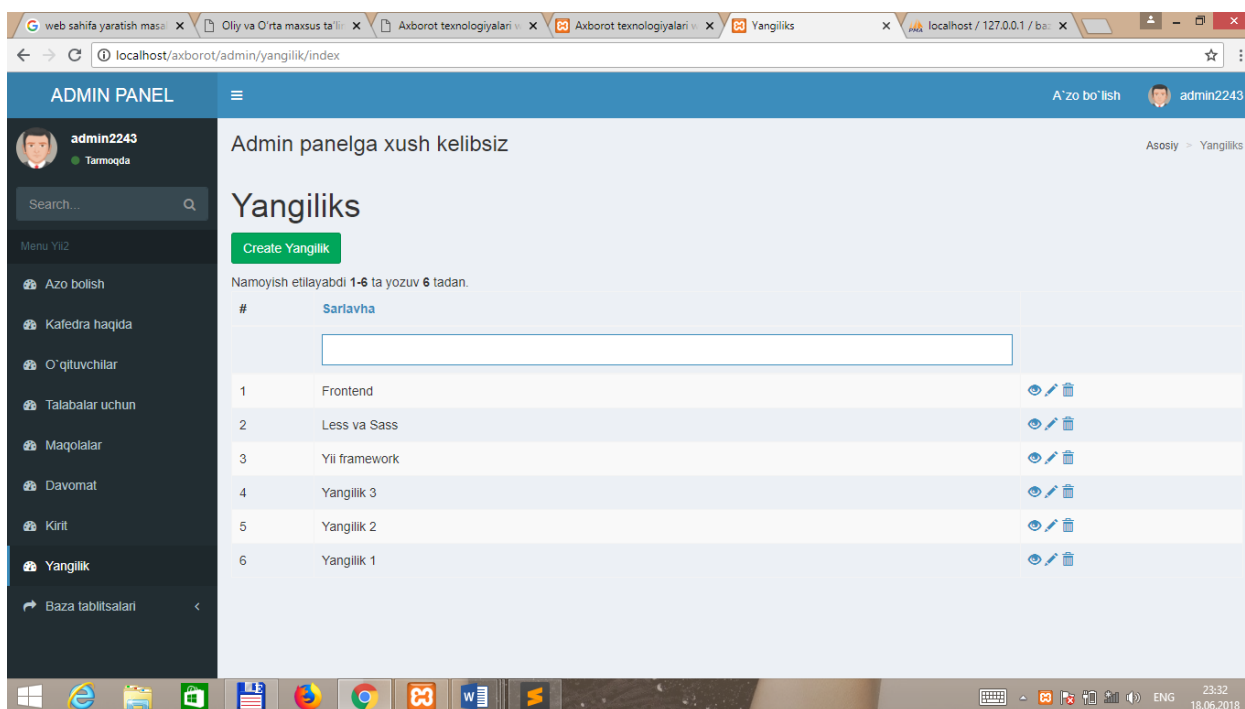 web sahifa yaratish masa
Oliy va O'rta maxsus ta'lir
Axborot texnologiyalari v
Axborot texnologiyalari v
Yangiliks
localhost / 127.0.0.1 / baz
localhost/axborot/admin/yangilik/index
ADMIN PANEL
A`zo bo`lish
admin2243
admin2243
Tarmoqda
Admin panelga xush kelibsiz
Asosiy > Yangiliks
Search...
Yangiliks
Menu Yii2
Create Yangilik
Azo bolish
Namoyish etilayabdi 1-6 ta yozuv 6 tadan.
# Sarlavha
Kafedra haqida
O`qituvchilar
1 Frontend
Talabalar uchun
2 Less va Sass
Maqolalar
3 Yii framework
Davomat
4 Yangilik 3
Kirit
5 Yangilik 2
Yangilik
6 Yangilik 1
Baza tablitsalari
ENG
23:32
18.06.2018